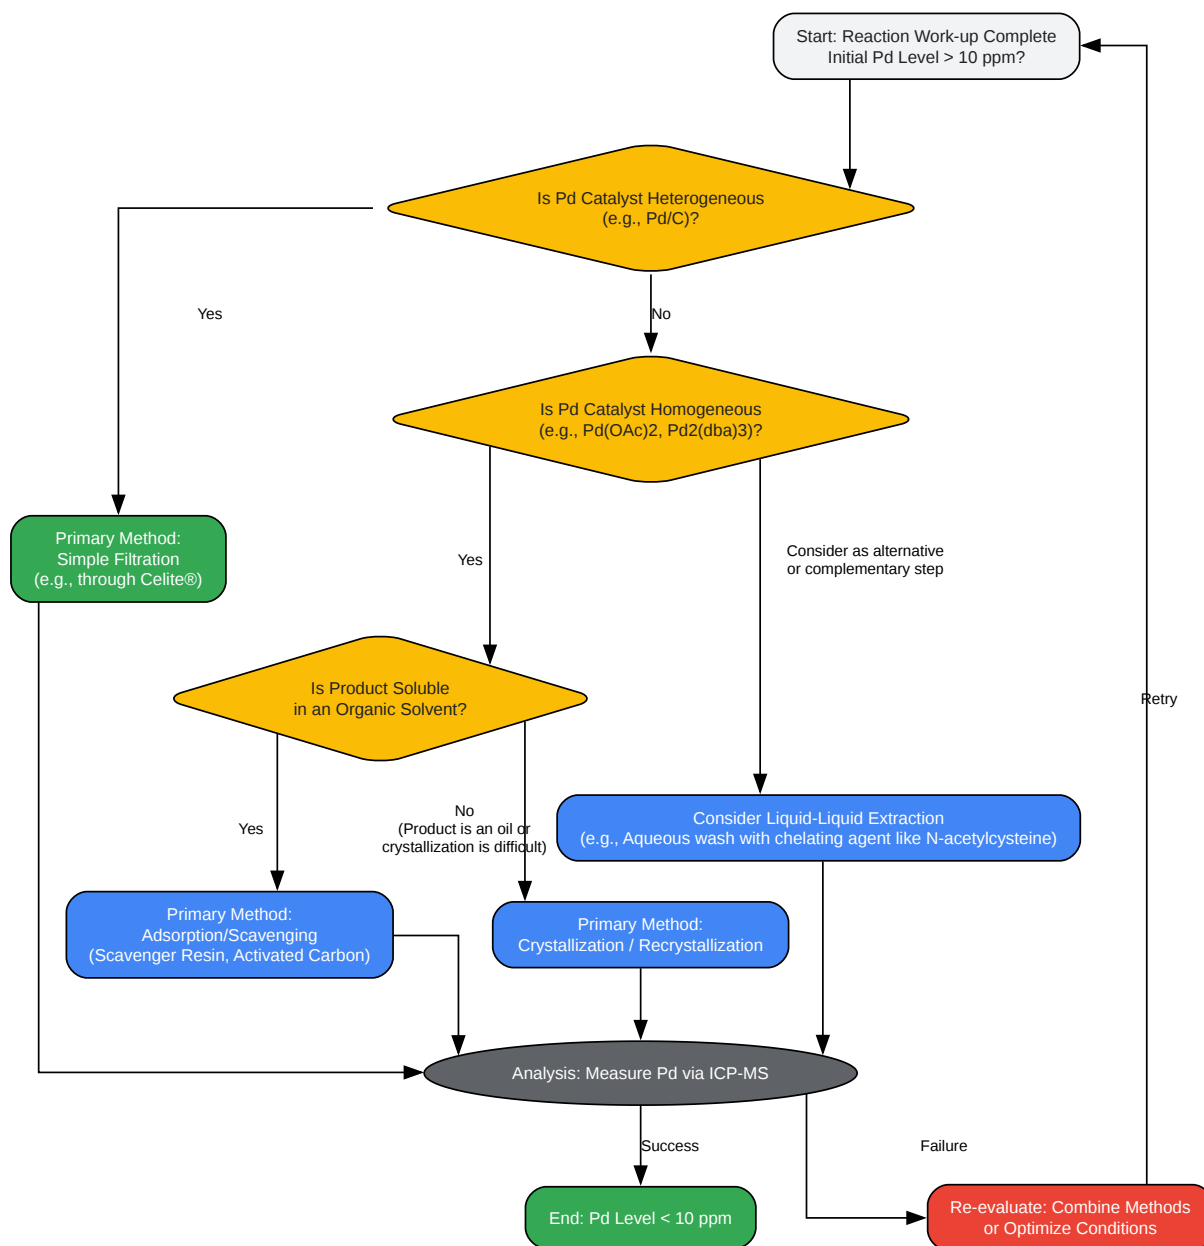 Start: Reaction Work-up Complete
Initial Pd Level > 10 ppm?
Is Pd Catalyst Heterogeneous
(e.g., Pd/C)?
Yes
No
Is Pd Catalyst Homogeneous
(e.g., Pd(OAc)2, Pd2(dba)3)?
Primary Method:
Simple Filtration
(e.g., through Celite®)
Yes
Consider as alternative
or complementary step
Is Product Soluble
in an Organic Solvent?
Retry
Yes
No
(Product is an oil or
crystallization is difficult)
Consider Liquid-Liquid Extraction
(e.g., Aqueous wash with chelating agent like N-acetylcysteine)
Primary Method:
Adsorption/Scavenging
(Scavenger Resin, Activated Carbon)
Primary Method:
Crystallization / Recrystallization
Analysis: Measure Pd via ICP-MS
Success
Failure
End: Pd Level < 10 ppm
Re-evaluate: Combine Methods
or Optimize Conditions